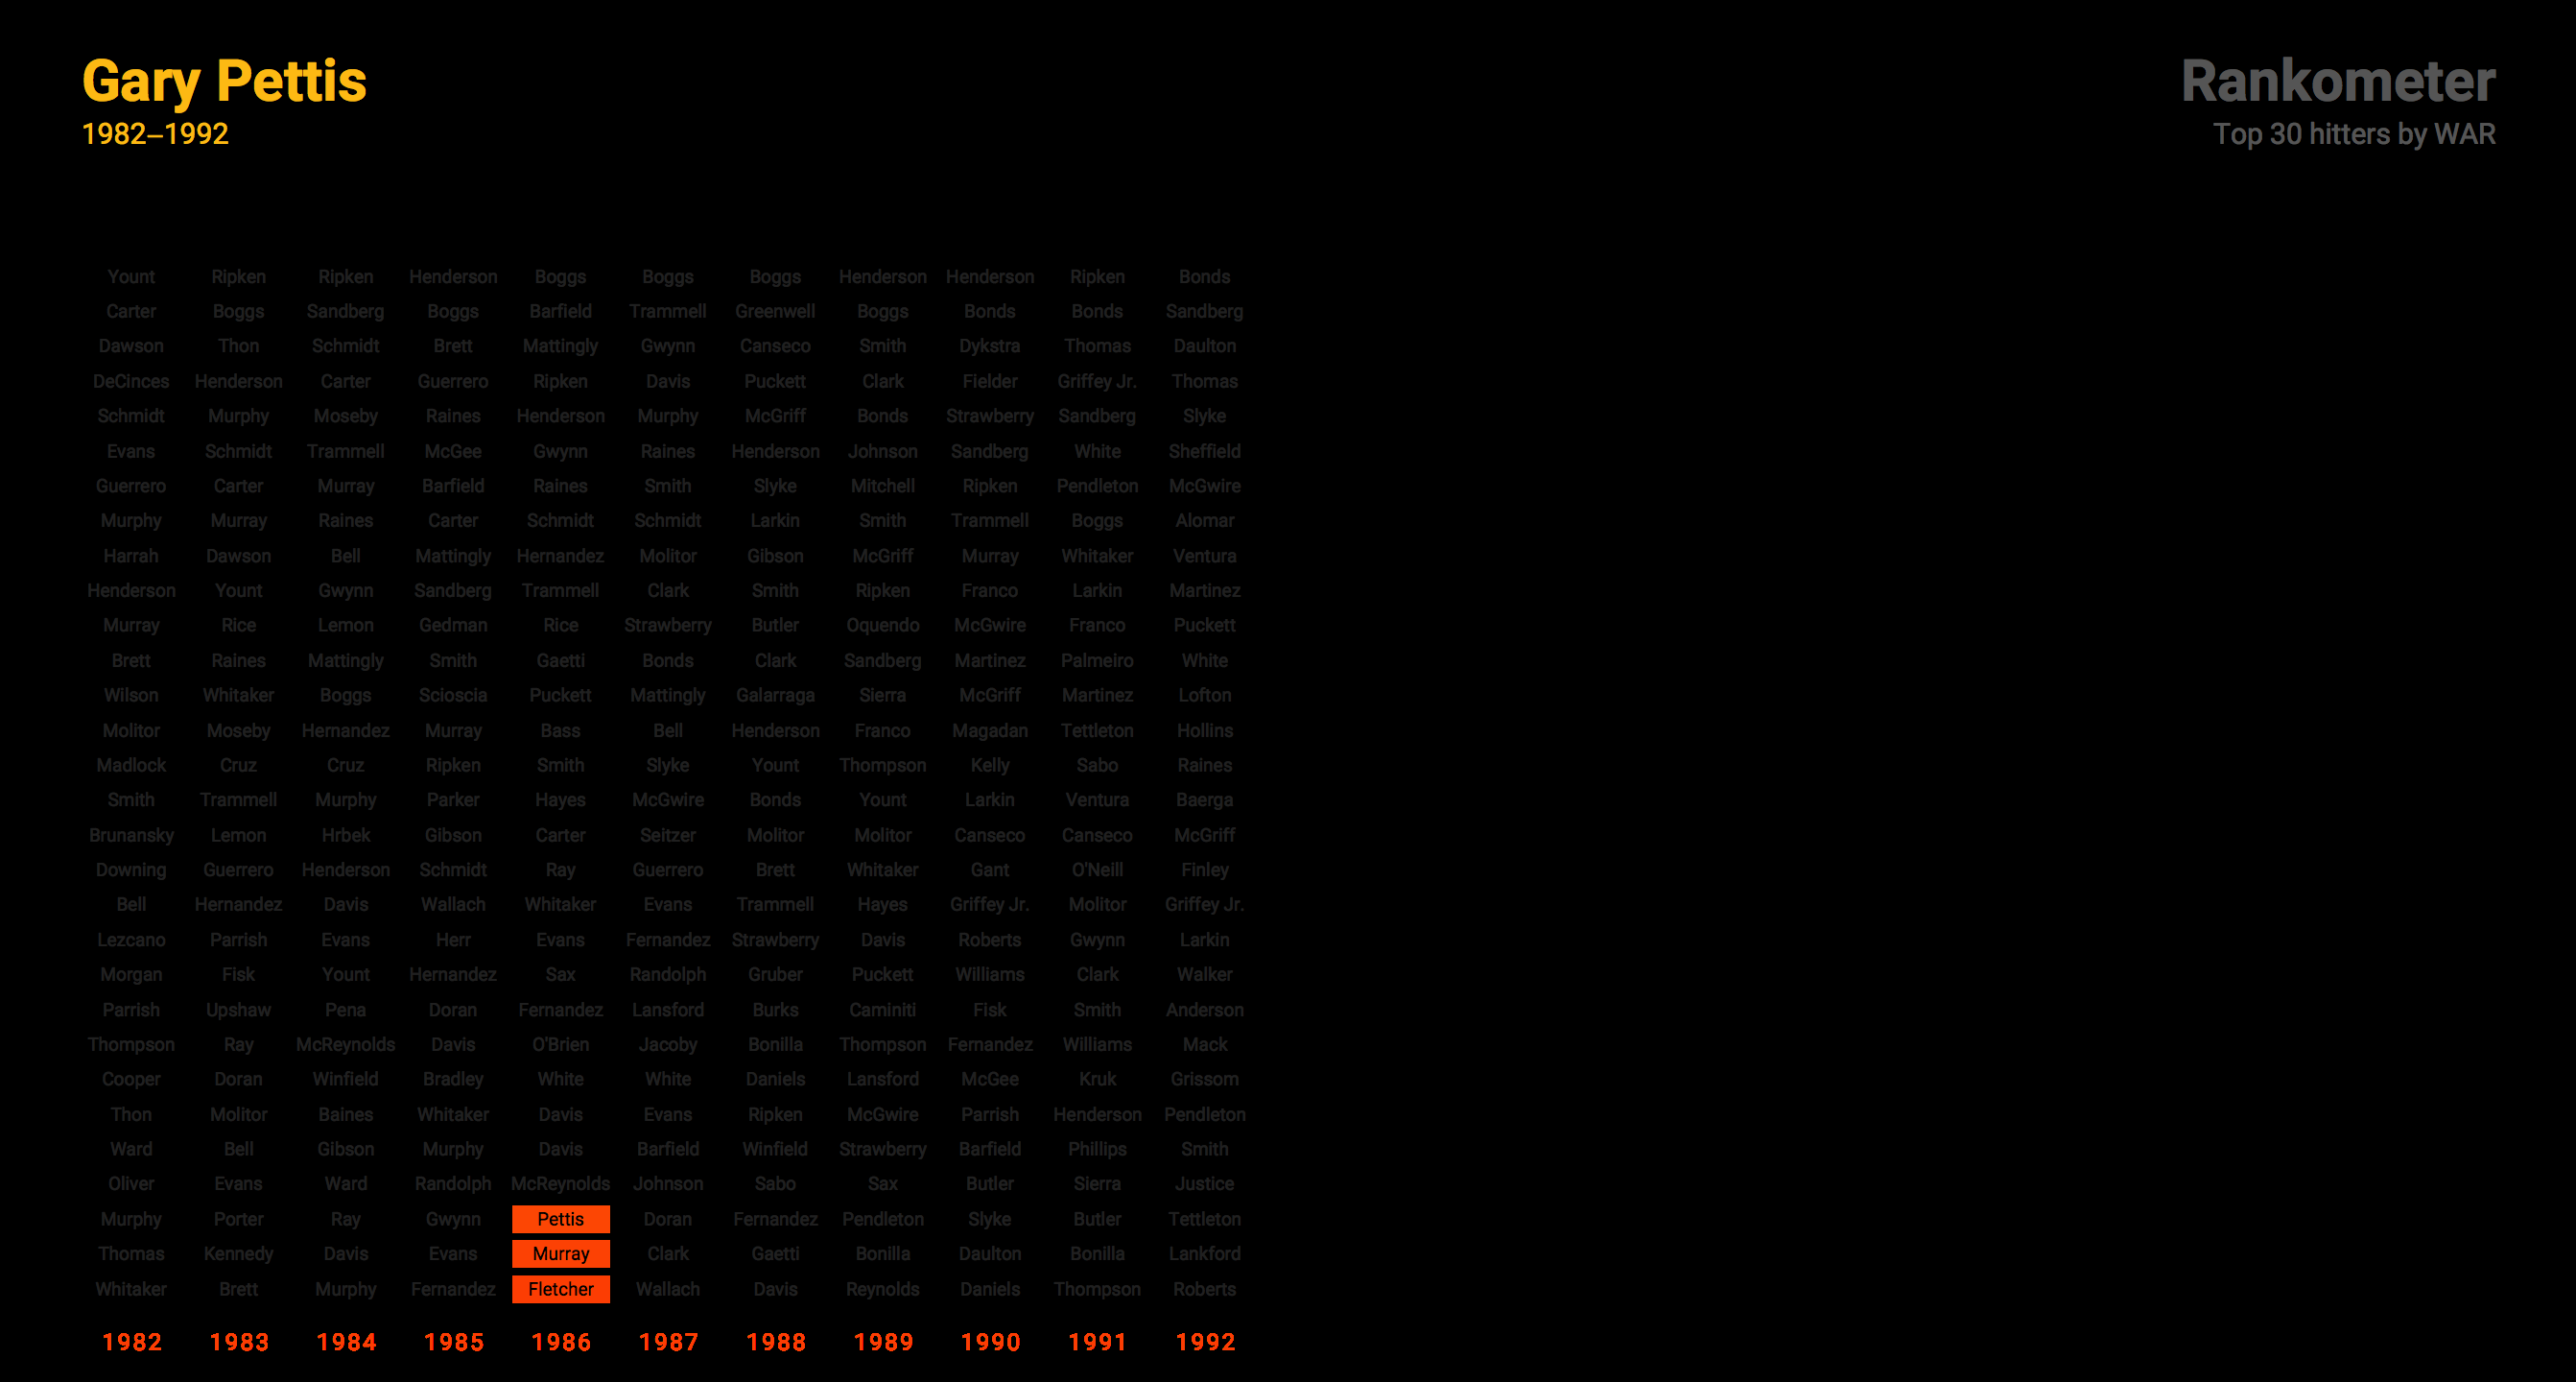 Gary Pettis
1982–1992
Rankometer
Top 30 hitters by WAR
Yount Ripken Ripken Henderson Boggs Boggs Boggs Henderson Henderson Ripken Bonds
Carter Boggs Sandberg Boggs Barfield Trammell Greenwell Boggs Bonds Bonds Sandberg
Dawson Thon Schmidt Brett Mattingly Gwynn Canseco Smith Dykstra Thomas Daulton
DeCinces Henderson Carter Guerrero Ripken Davis Puckett Clark Fielder Griffey Jr. Thomas
Schmidt Murphy Moseby Raines Henderson Murphy McGriff Bonds Strawberry Sandberg Slyke
Evans Schmidt Trammell McGee Gwynn Raines Henderson Johnson Sandberg White Sheffield
Guerrero Carter Murray Barfield Raines Smith Slyke Mitchell Ripken Pendleton McGwire
Murphy Murray Raines Carter Schmidt Schmidt Larkin Smith Trammell Boggs Alomar
Harrah Dawson Bell Mattingly Hernandez Molitor Gibson McGriff Murray Whitaker Ventura
Henderson Yount Gwynn Sandberg Trammell Clark Smith Ripken Franco Larkin Martinez
Murray Rice Lemon Gedman Rice Strawberry Butler Oquendo McGwire Franco Puckett
Brett Raines Mattingly Smith Gaetti Bonds Clark Sandberg Martinez Palmeiro White
Wilson Whitaker Boggs Scioscia Puckett Mattingly Galarraga Sierra McGriff Martinez Lofton
Molitor Moseby Hernandez Murray Bass Bell Henderson Franco Magadan Tettleton Hollins
Madlock Cruz Cruz Ripken Smith Slyke Yount Thompson Kelly Sabo Raines
Smith Trammell Murphy Parker Hayes McGwire Bonds Yount Larkin Ventura Baerga
Brunansky Lemon Hrbek Gibson Carter Seitzer Molitor Molitor Canseco Canseco McGriff
Downing Guerrero Henderson Schmidt Ray Guerrero Brett Whitaker Gant O'Neill Finley
Bell Hernandez Davis Wallach Whitaker Evans Trammell Hayes Griffey Jr. Molitor Griffey Jr.
Lezcano Parrish Evans Herr Evans Fernandez Strawberry Davis Roberts Gwynn Larkin
Morgan Fisk Yount Hernandez Sax Randolph Gruber Puckett Williams Clark Walker
Parrish Upshaw Pena Doran Fernandez Lansford Burks Caminiti Fisk Smith Anderson
Thompson Ray McReynolds Davis O'Brien Jacoby Bonilla Thompson Fernandez Williams Mack
Cooper Doran Winfield Bradley White White Daniels Lansford McGee Kruk Grissom
Thon Molitor Baines Whitaker Davis Evans Ripken McGwire Parrish Henderson Pendleton
Ward Bell Gibson Murphy Davis Barfield Winfield Strawberry Barfield Phillips Smith
Oliver Evans Ward Randolph McReynolds Johnson Sabo Sax Butler Sierra Justice
Murphy Porter Ray Gwynn Pettis Doran Fernandez Pendleton Slyke Butler Tettleton
Thomas Kennedy Davis Evans Murray Clark Gaetti Bonilla Daulton Bonilla Lankford
Whitaker Brett Murphy Fernandez Fletcher Wallach Davis Reynolds Daniels Thompson Roberts
1982 1983 1984 1985 1986 1987 1988 1989 1990 1991 1992